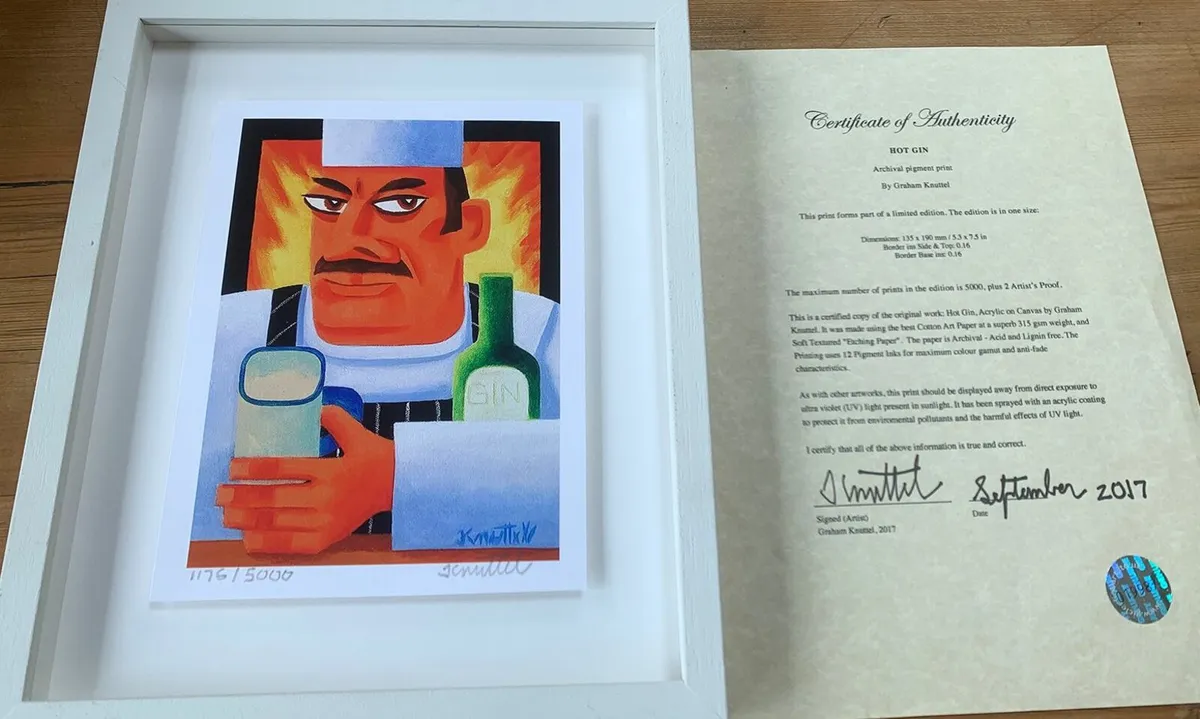 GIN
Knuttel
1176/5000
Knuttel
Certificate of Authenticity
HOT GIN
Archival pigment print
By Graham Knuttel
This print forms part of a limited edition. The edition is in one size:
Dimensions: 135 x 190 mm / 5.3 x 7.5 in
Border ins Side & Top: 0.16
Border Base ins: 0.16
The maximum number of prints in the edition is 5000, plus 2 Artist's Proof.
This is a certified copy of the original work: Hot Gin, Acrylic on Canvas by Graham
Knuttel. It was made using the best Cotton Art Paper at a superb 315 gsm weight, and
Soft Textured "Etching Paper". The paper is Archival - Acid and Lignin free. The
Printing uses 12 Pigment Inks for maximum colour gamut and anti-fade
characteristics.
As with other artworks, this print should be displayed away from direct exposure to
ultra violet (UV) light present in sunlight. It has been sprayed with an acrylic coating
to protect it from enviromental pollutants and the harmful effects of UV light.
I certify that all of the above information is true and correct.
Knuttel September 2017
Signed (Artist) Date
Graham Knuttel, 2017